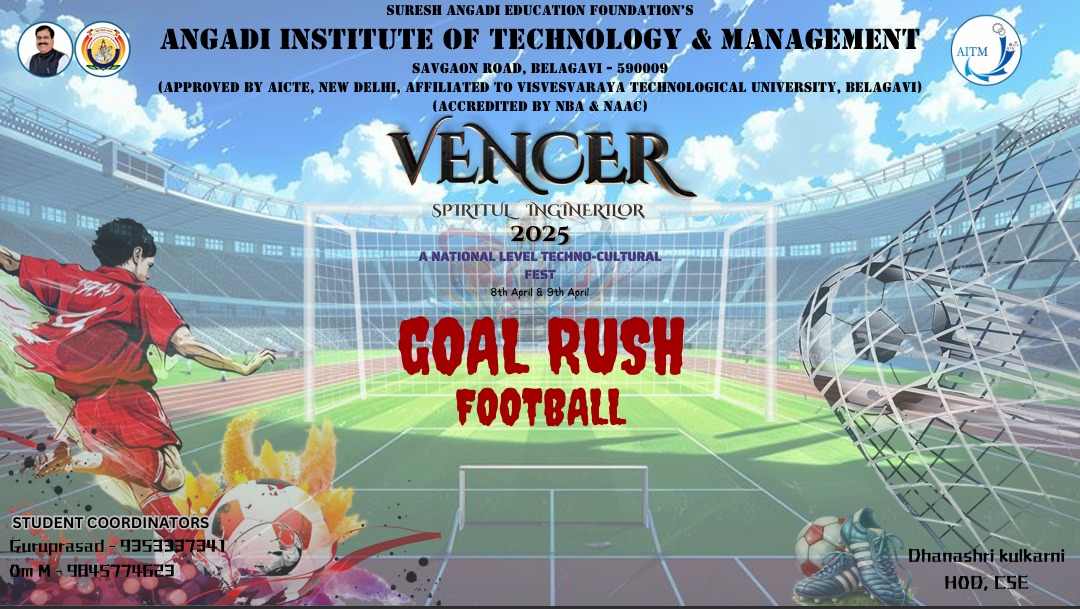 SURESH ANGADI EDUCATION FOUNDATION'S
ANGADI INSTITUTE OF TECHNOLOGY & MANAGEMENT
SAVGAON ROAD, BELAGAVI - 590009
(APPROVED BY AICTE, NEW DELHI, AFFILIATED TO VISVESVARAYA TECHNOLOGICAL UNIVERSITY, BELAGAVI)
(ACCREDITED BY NBA & NAAC)
AITM
VENCER
SPIRITUL INGINERILOR
2025
A NATIONAL LEVEL TECHNO-CULTURAL
FEST
8th April & 9th April
GOAL RUSH
FOOTBALL
STUDENT COORDINATORS
Guruprasad - 9353337341
Om M - 9845774623
Dhanashri kulkarni
HOD, CSE